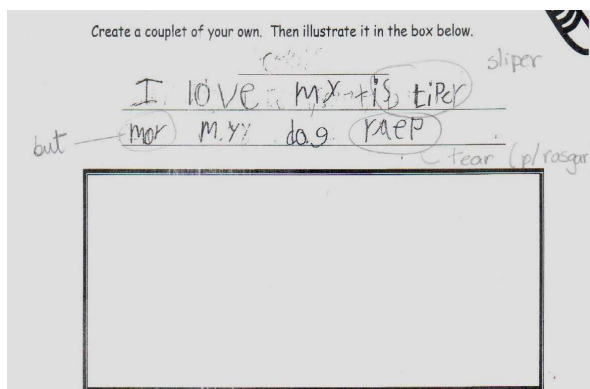 Create a couplet of your own. Then illustrate it in the box below.
sliper
I love my tis tiper
but mor myy dog raep
tear (p/rasgar